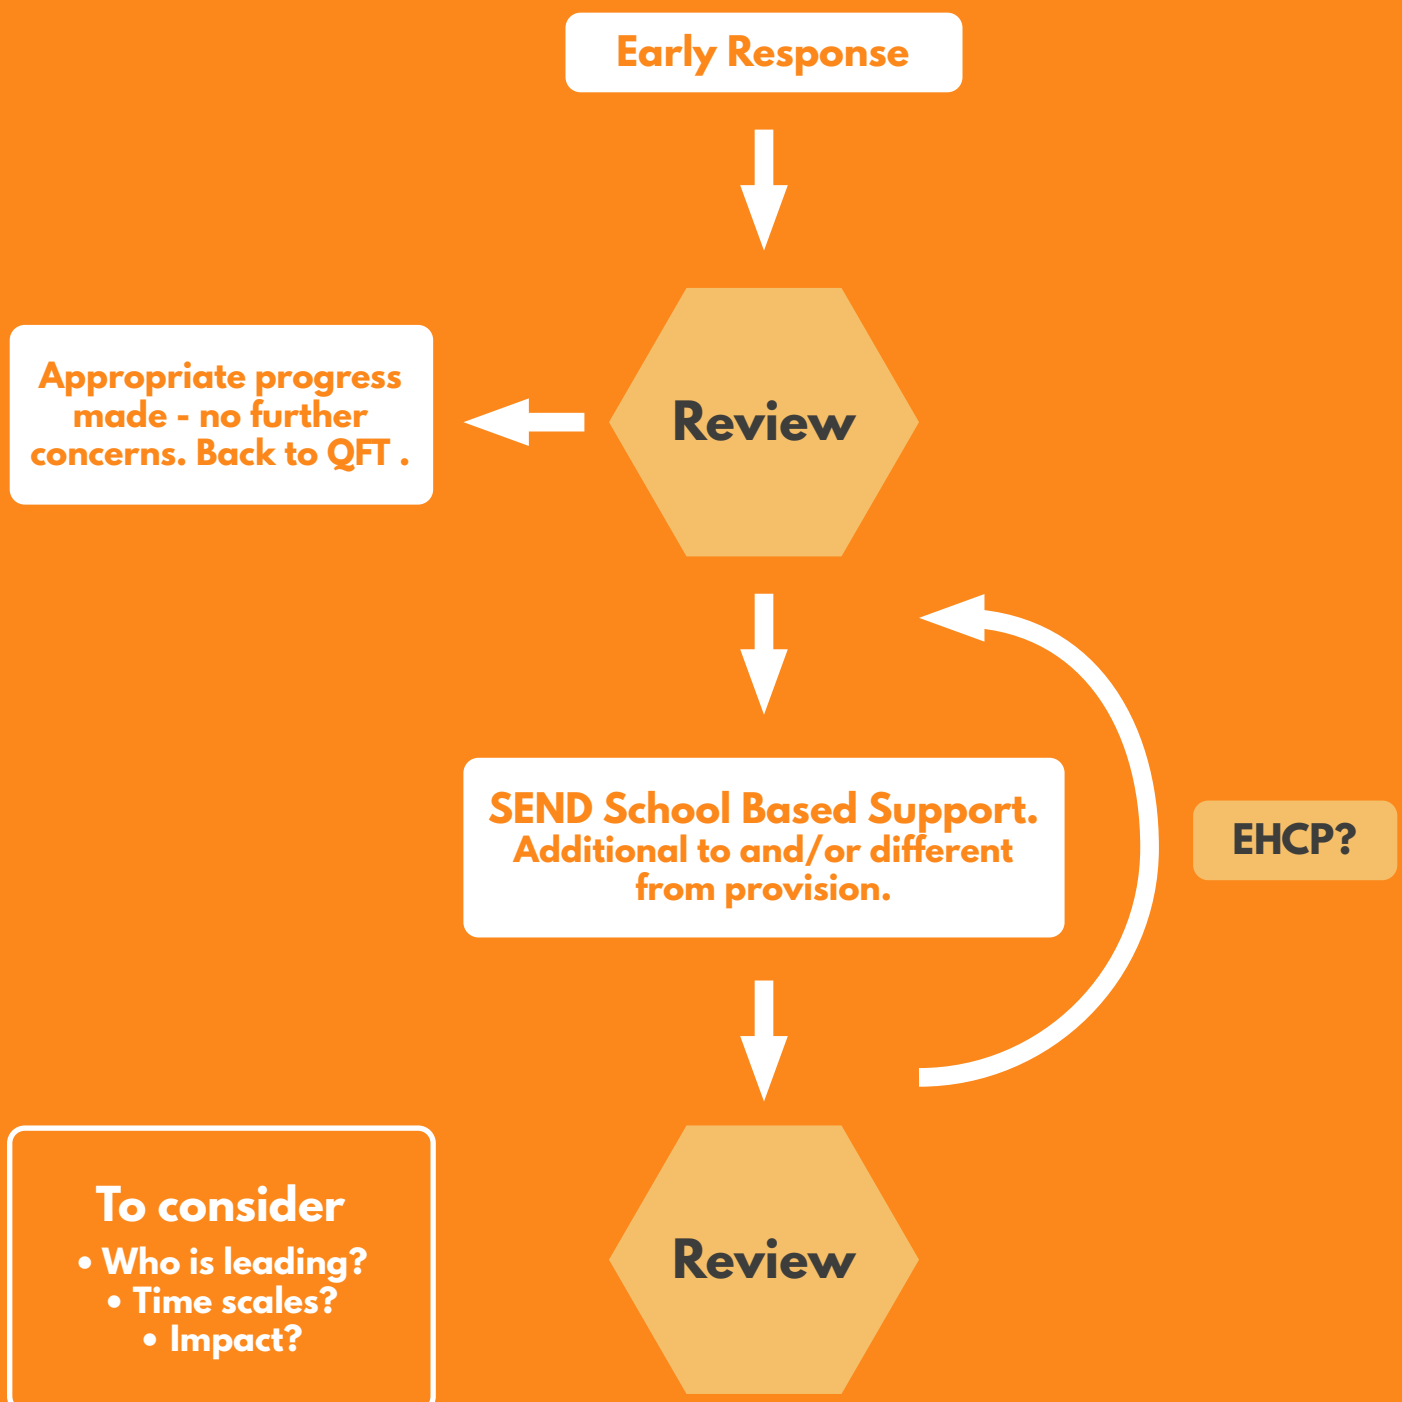 Early Response
Appropriate progress
made - no further
concerns. Back to QFT .
Review
SEND School Based Support.
Additional to and/or different
from provision.
EHCP?
To consider
• Who is leading?
• Time scales?
• Impact?
Review